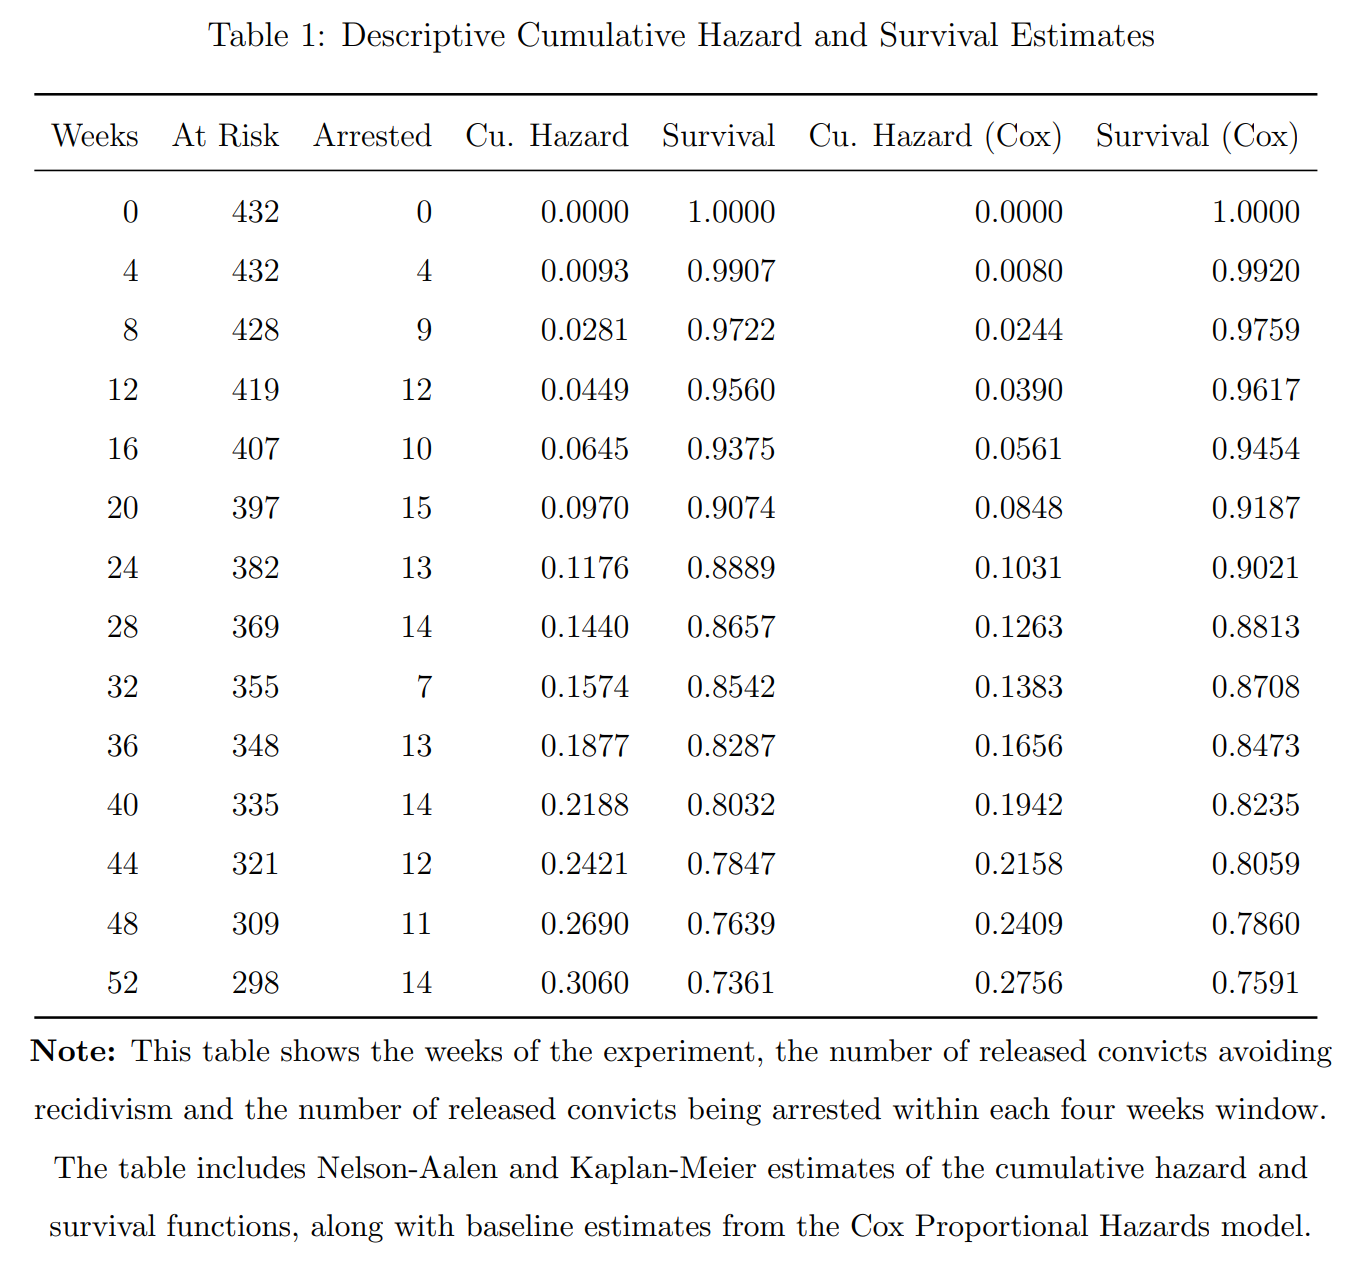 Table 1: Descriptive Cumulative Hazard and Survival Estimates
Weeks At Risk Arrested Cu. Hazard Survival Cu. Hazard (Cox) Survival (Cox)
0 432 0 0.0000 1.0000 0.0000 1.0000
4 432 4 0.0093 0.9907 0.0080 0.9920
8 428 9 0.0281 0.9722 0.0244 0.9759
12 419 12 0.0449 0.9560 0.0390 0.9617
16 407 10 0.0645 0.9375 0.0561 0.9454
20 397 15 0.0970 0.9074 0.0848 0.9187
24 382 13 0.1176 0.8889 0.1031 0.9021
28 369 14 0.1440 0.8657 0.1263 0.8813
32 355 7 0.1574 0.8542 0.1383 0.8708
36 348 13 0.1877 0.8287 0.1656 0.8473
40 335 14 0.2188 0.8032 0.1942 0.8235
44 321 12 0.2421 0.7847 0.2158 0.8059
48 309 11 0.2690 0.7639 0.2409 0.7860
52 298 14 0.3060 0.7361 0.2756 0.7591
Note: This table shows the weeks of the experiment, the number of released convicts avoiding
recidivism and the number of released convicts being arrested within each four weeks window.
The table includes Nelson-Aalen and Kaplan-Meier estimates of the cumulative hazard and
survival functions, along with baseline estimates from the Cox Proportional Hazards model.